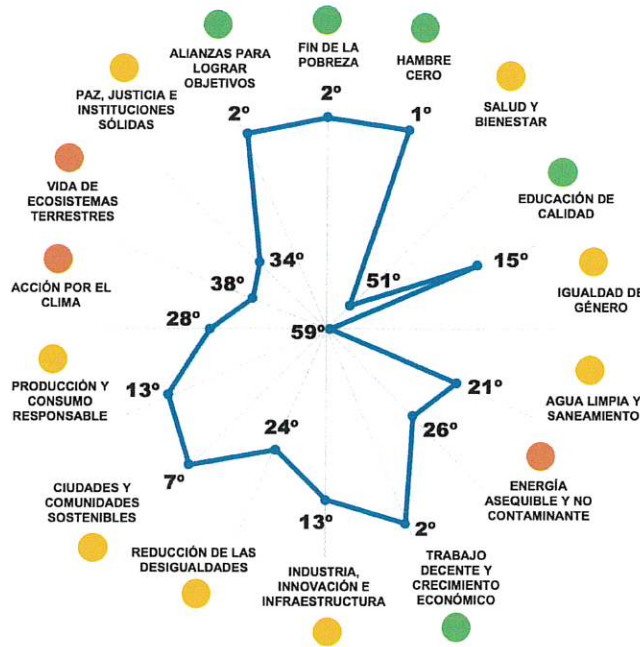 ALIANZAS PARA
LOGRAR
OBJETIVOS
FIN DE LA
POBREZA
HAMBRE
CERO
PAZ, JUSTICIA E
INSTITUCIONES
SÓLIDAS
SALUD Y
BIENESTAR
2º
2º
1º
VIDA DE
ECOSISTEMAS
TERRESTRES
EDUCACIÓN DE
CALIDAD
34º
51º
15º
ACCIÓN POR EL
CLIMA
38º
IGUALDAD DE
GÉNERO
28º
59º
PRODUCCIÓN Y
CONSUMO
RESPONSABLE
13º
21º
AGUA LIMPIA Y
SANEAMIENTO
24º
26º
7º
13º
2º
ENERGÍA
ASEQUIBLE Y NO
CONTAMINANTE
CIUDADES Y
COMUNIDADES
SOSTENIBLES
REDUCCIÓN DE LAS
DESIGUALDADES
INDUSTRIA,
INNOVACIÓN E
INFRAESTRUCTURA
TRABAJO
DECENTE Y
CRECIMIENTO
ECONÓMICO